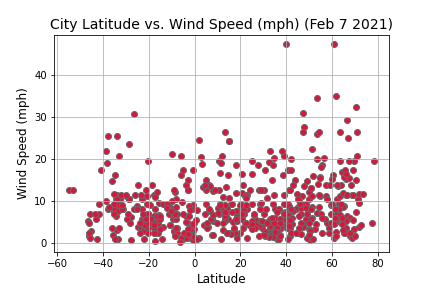 City Latitude vs. Wind Speed (mph) (Feb 7 2021)
Wind Speed (mph)
40
30
20
10
0
−60 −40 −20 0 20 40 60 80
Latitude